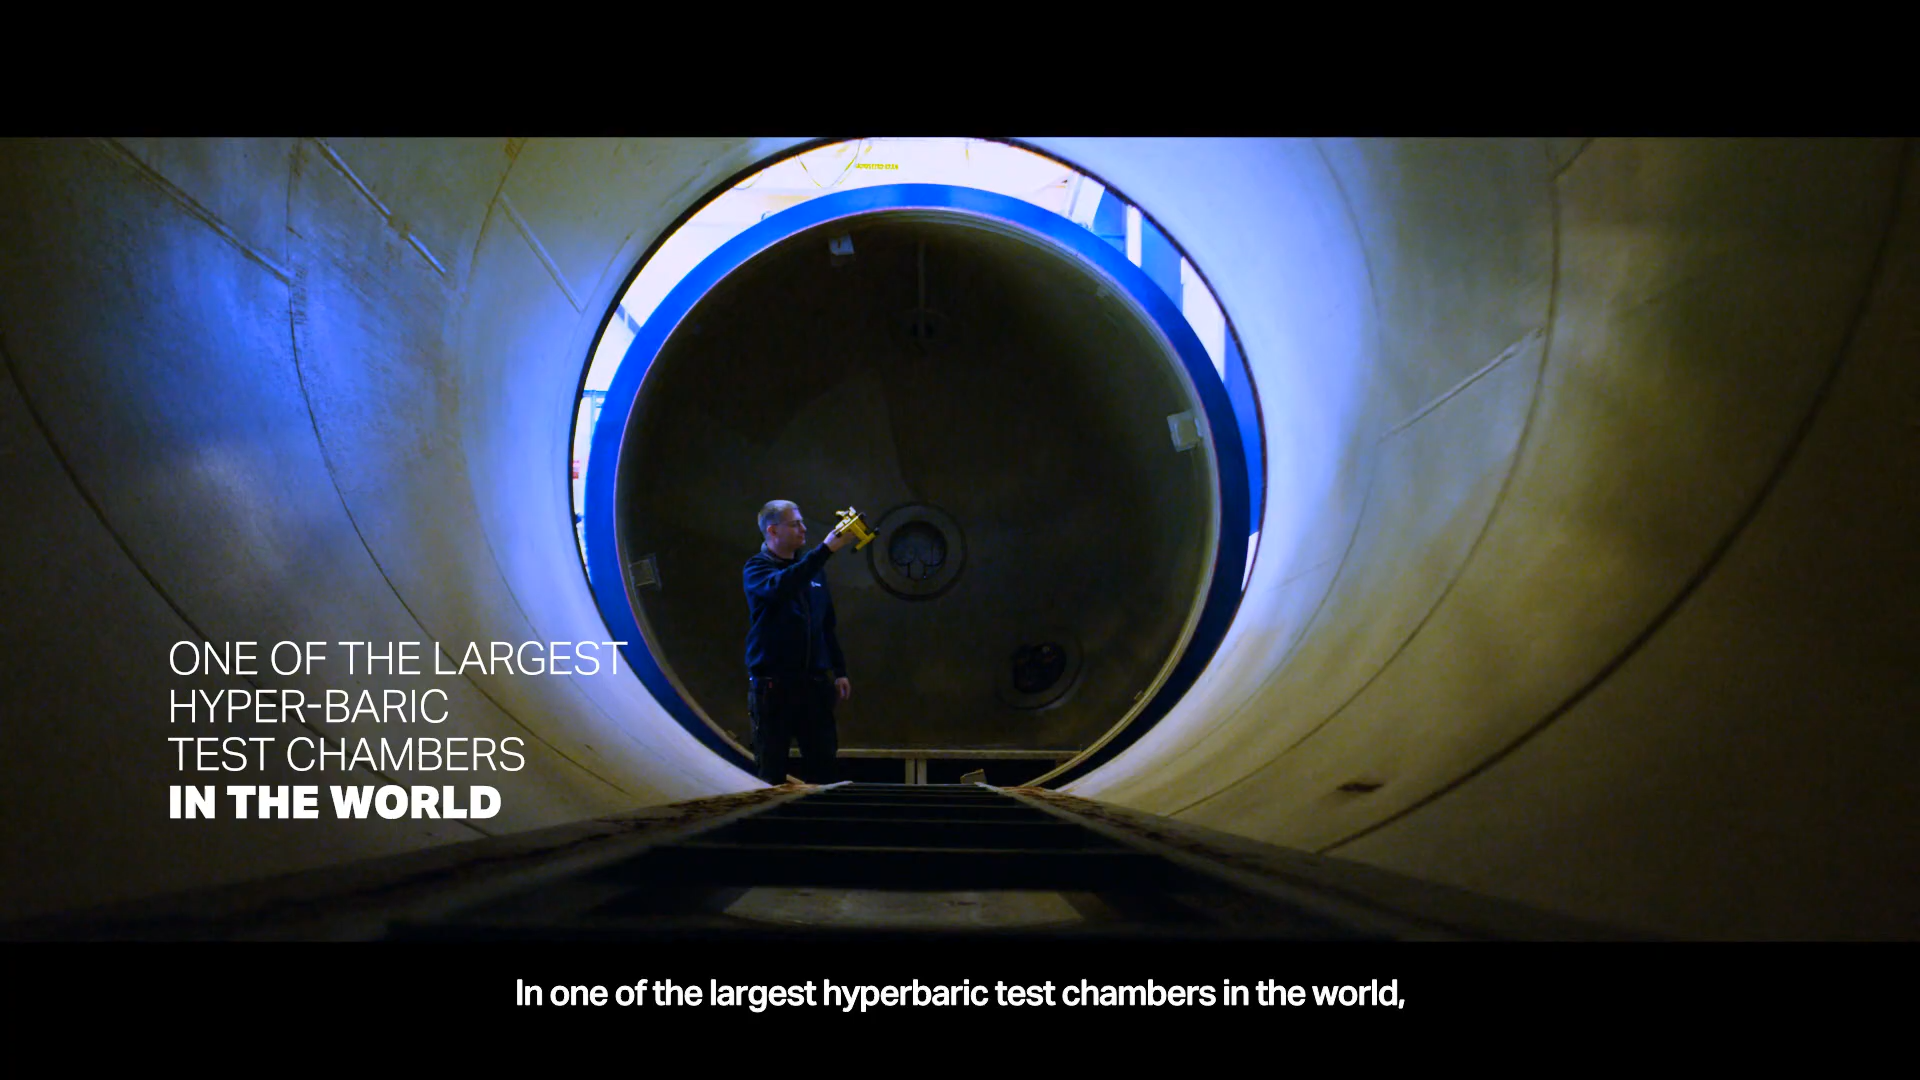 ONE OF THE LARGEST
HYPER-BARIC
TEST CHAMBERS
IN THE WORLD
In one of the largest hyperbaric test chambers in the world,